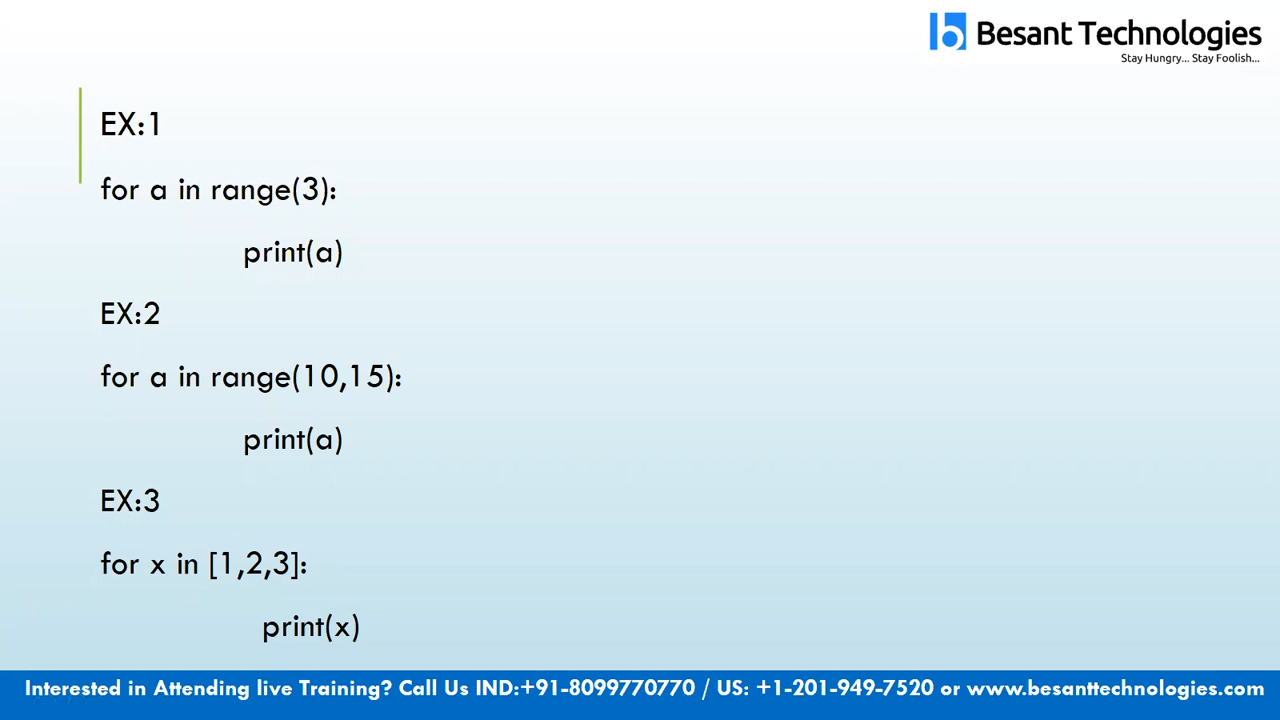 Besant Technologies
Stay Hungry... Stay Foolish...
EX:1
for a in range(3):
print(a)
EX:2
for a in range(10,15):
print(a)
EX:3
for x in [1,2,3]:
print(x)
Interested in Attending live Training? Call Us IND:+91-8099770770 / US: +1-201-949-7520 or www.besanttechnologies.com